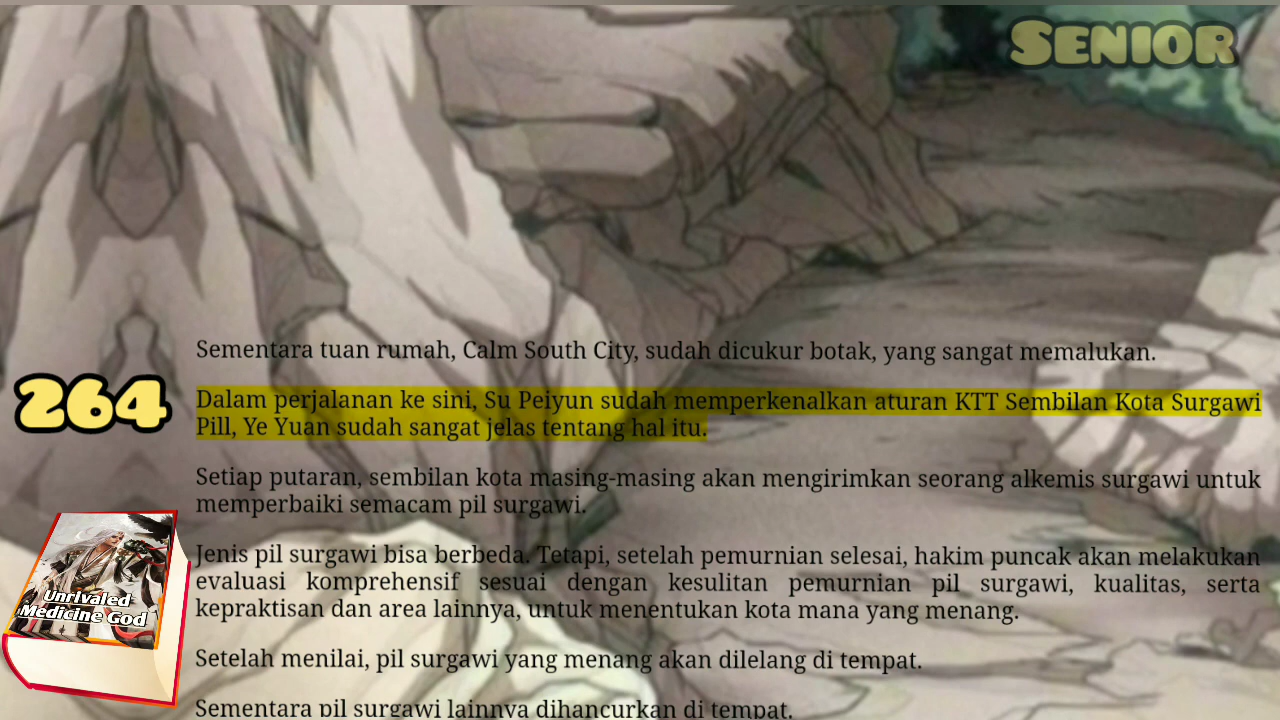 SENIOR
Sementara tuan rumah, Calm South City, sudah dicukur botak, yang sangat memalukan.
264
Dalam perjalanan ke sini, Su Peiyun sudah memperkenalkan aturan KTT Sembilan Kota Surgawi
Pill, Ye Yuan sudah sangat jelas tentang hal itu.
Setiap putaran, sembilan kota masing-masing akan mengirimkan seorang alkemis surgawi untuk
memperbaiki semacam pil surgawi.
Jenis pil surgawi bisa berbeda. Tetapi, setelah pemurnian selesai, hakim puncak akan melakukan
evaluasi komprehensif sesuai dengan kesulitan pemurnian pil surgawi, kualitas, serta
kepraktisan dan area lainnya, untuk menentukan kota mana yang menang.
Unrivaled
Medicine God
Setelah menilai, pil surgawi yang menang akan dilelang di tempat.
Sementara pil surgawi lainnya dihancurkan di tempat.